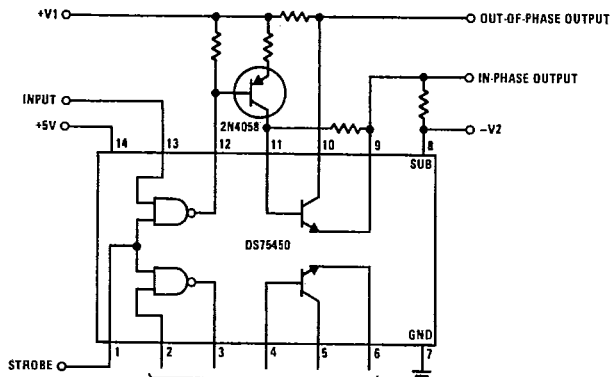 +V1
OUT-OF-PHASE OUTPUT
IN-PHASE OUTPUT
INPUT
+5V
2N4058
-V2
14 13 12 11 10 9 8
SUB
DS75450
GND
STROBE
1 2 3 4 5 6 7